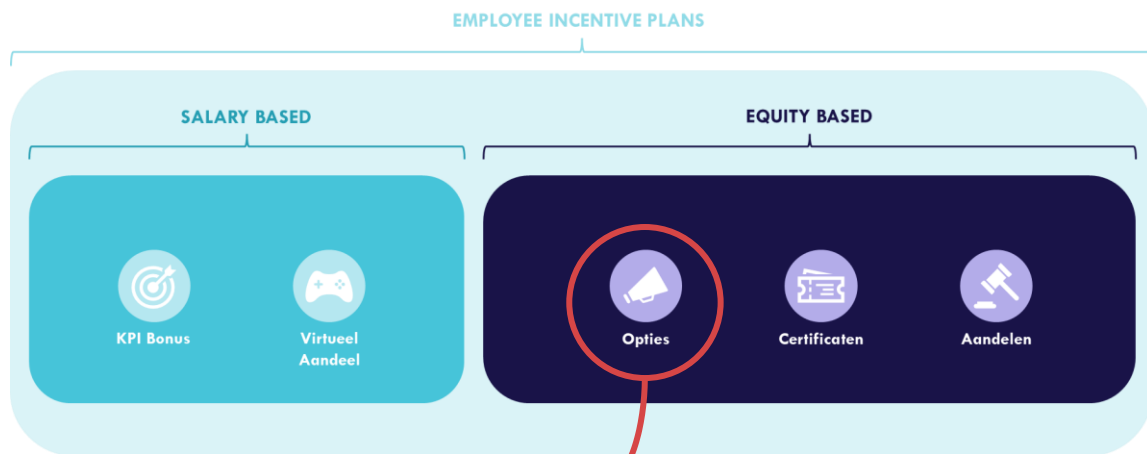 EMPLOYEE INCENTIVE PLANS
SALARY BASED
EQUITY BASED
KPI Bonus
Virtueel
Aandeel
Opties
Certificaten
Aandelen